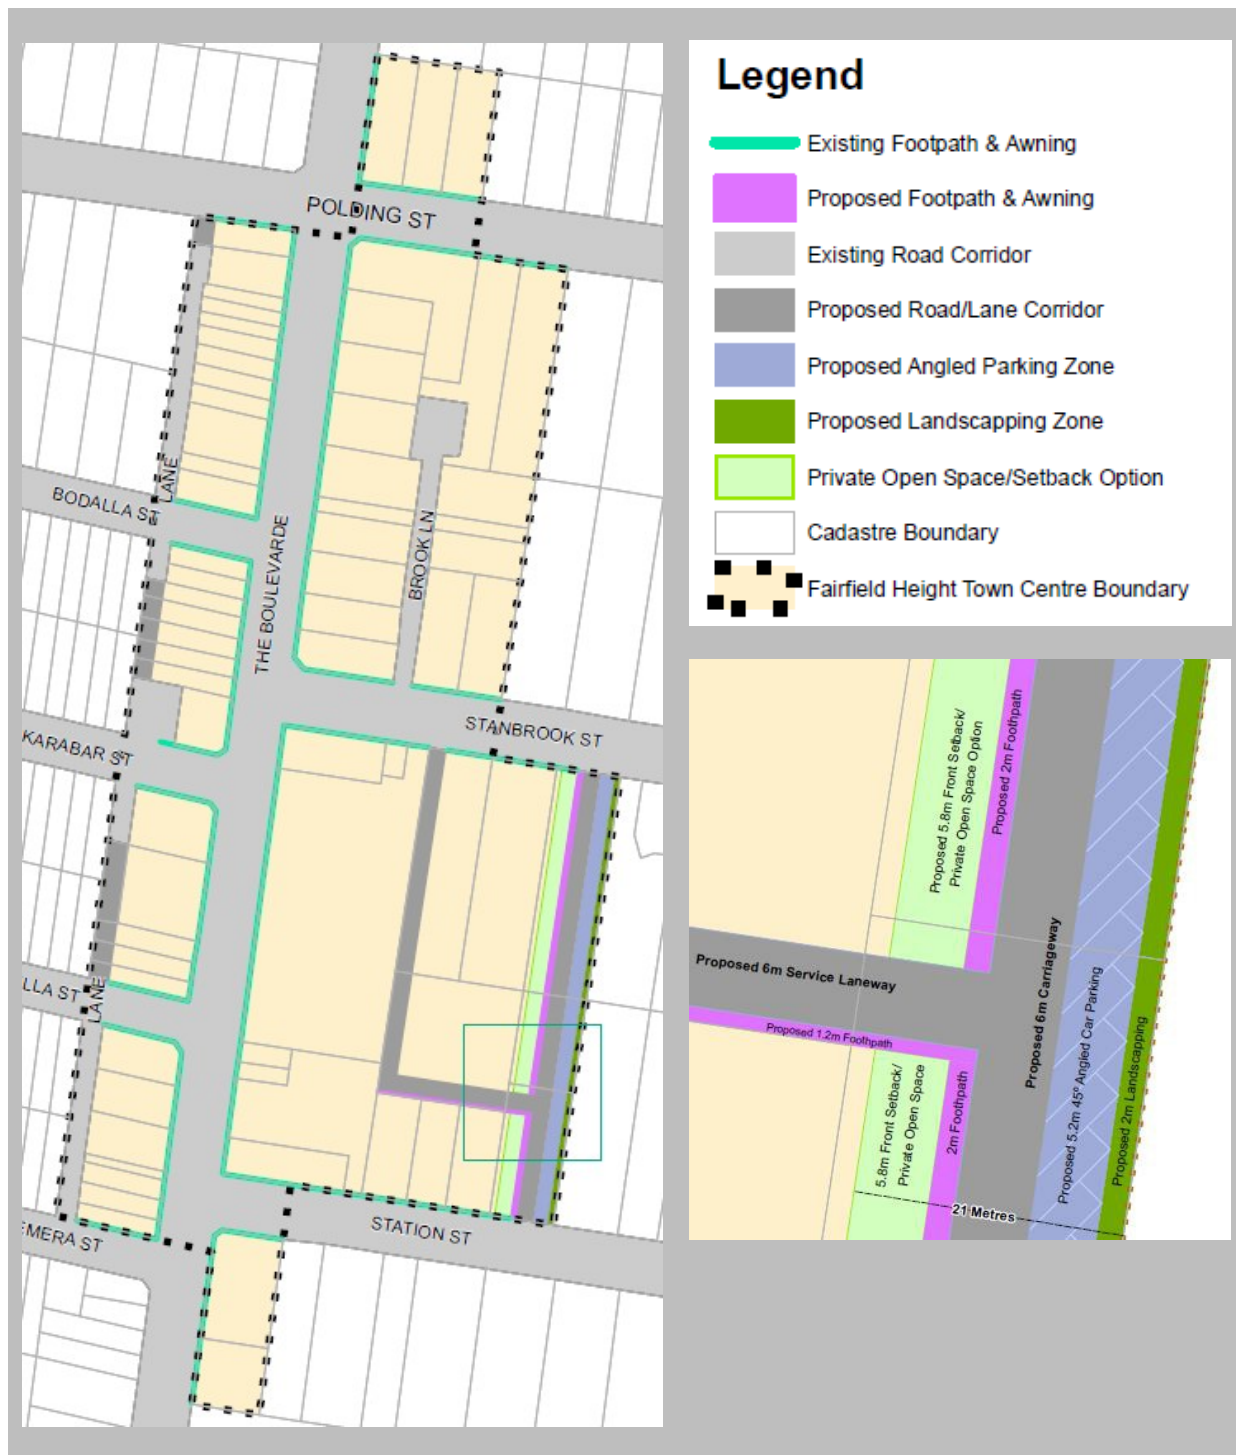 POLDING ST
LANE
BODALLA ST
THE BOULEVARDE
BROOK LN
STANBROOK ST
KARABAR ST
LLA ST
LANE
STATION ST
EMERA ST
Legend
Existing Footpath & Awning
Proposed Footpath & Awning
Existing Road Corridor
Proposed Road/Lane Corridor
Proposed Angled Parking Zone
Proposed Landscapping Zone
Private Open Space/Setback Option
Cadastre Boundary
Fairfield Height Town Centre Boundary
Proposed 5.8m Front Setback/
Private Open Space Option
Proposed 2m Footpath
Proposed 6m Service Laneway
Proposed 1.2m Foothpath
Proposed 6m Carriageway
Proposed 5.2m 45º Angled Car Parking
Proposed 2m Landscapping
5.8m Front Setback/
Private Open Space
2m Footpath
21 Metres